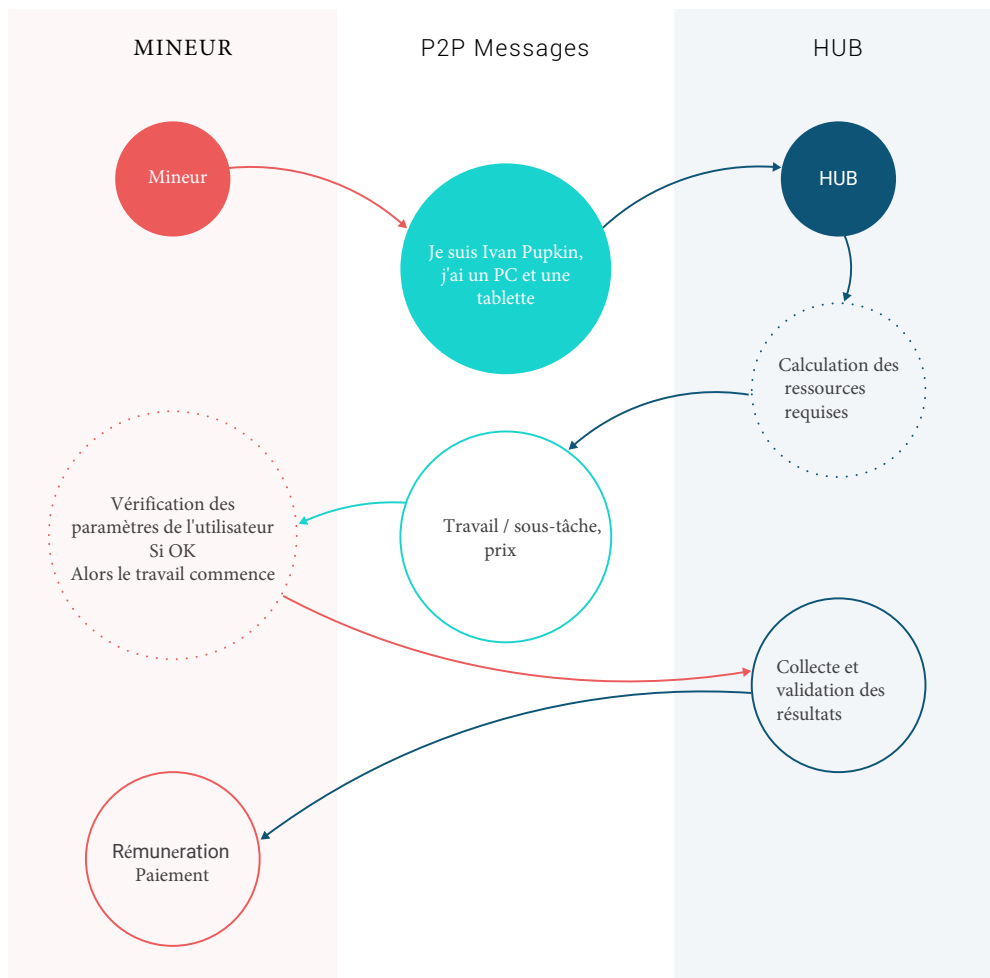 MINEUR
P2P Messages
HUB
Mineur
HUB
Je suis Ivan Pupkin,
j'ai un PC et une
tablette
Calculation des
ressources
requises
Vérification des
paramètres de l'utilisateur
Si OK
Alors le travail commence
Travail / sous-tâche,
prix
Collecte et
validation des
résultats
Rémuneration
Paiement